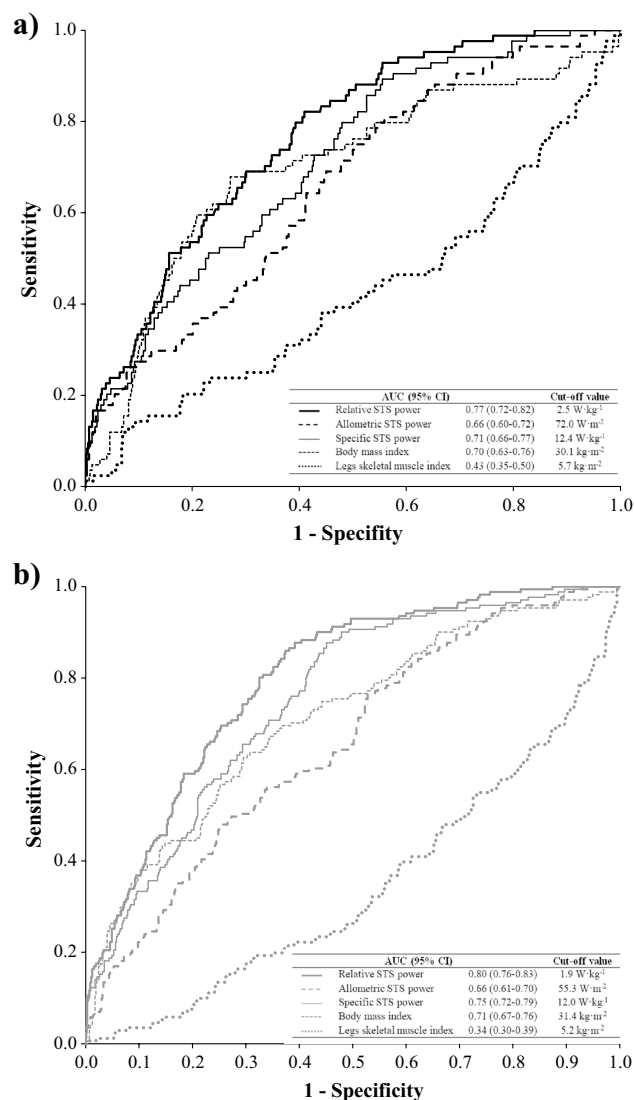 a)
1.0
0.8
0.6
0.4
0.2
0.0
Sensitivity
AUC (95% CI) Cut-off value
Relative STS power 0.77 (0.72-0.82) 2.5 W·kg⁻¹
Allometric STS power 0.66 (0.60-0.72) 72.0 W·m⁻²
Specific STS power 0.71 (0.66-0.77) 12.4 W·kg⁻¹
Body mass index 0.70 (0.63-0.76) 30.1 kg·m⁻²
Legs skeletal muscle index 0.43 (0.35-0.50) 5.7 kg·m⁻²
0.0 0.2 0.4 0.6 0.8 1.0
1 - Specifity
b)
1.0
0.8
0.6
0.4
0.2
0.0
Sensitivity
AUC (95% CI) Cut-off value
Relative STS power 0.80 (0.76-0.83) 1.9 W·kg⁻¹
Allometric STS power 0.66 (0.61-0.70) 55.3 W·m⁻²
Specific STS power 0.75 (0.72-0.79) 12.0 W·kg⁻¹
Body mass index 0.71 (0.67-0.76) 31.4 kg·m⁻²
Legs skeletal muscle index 0.34 (0.30-0.39) 5.2 kg·m⁻²
0.0 0.1 0.2 0.3 0.4 0.5 0.6 0.7 0.8 0.9 1.0
1 - Specificity